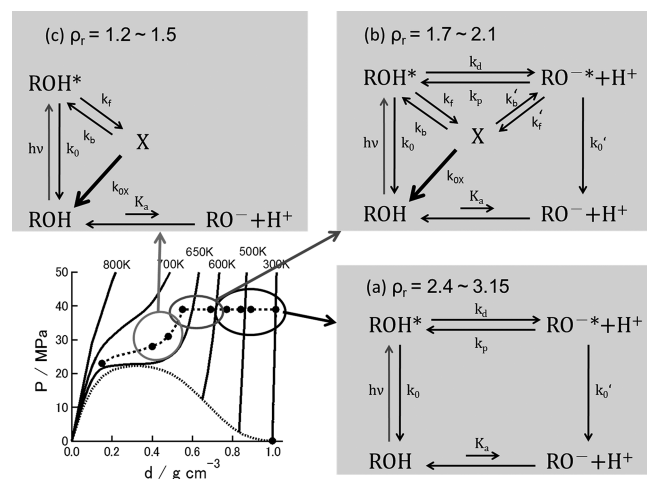 (c) ρr = 1.2 ~ 1.5
ROH*
kf
kb
X
hν
k0
k0X
Ka
ROH
RO⁻+H⁺
(b) ρr = 1.7 ~ 2.1
kd
ROH*
RO⁻*+H⁺
kp
kf
kb′
kb
X
kf′
hν
k0
k0′
k0X
Ka
ROH
RO⁻+H⁺
800K
700K
650K
600K
500K
300K
50
40
30
20
10
0
P / MPa
0.0
0.2
0.4
0.6
0.8
1.0
d / g cm⁻³
(a) ρr = 2.4 ~ 3.15
kd
ROH*
RO⁻*+H⁺
kp
hν
k0
k0‘
Ka
ROH
RO⁻+H⁺